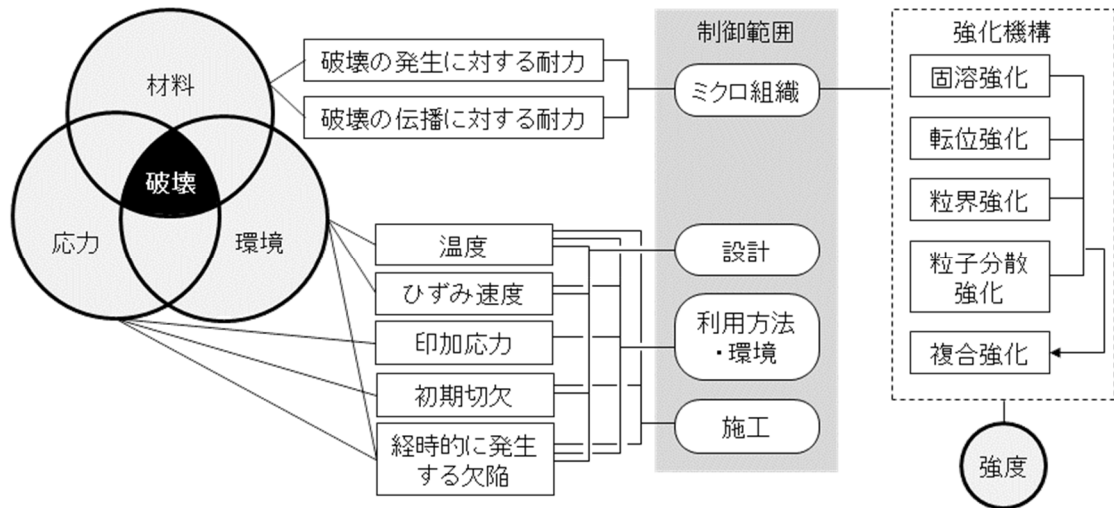 材料
破壊
応力
環境
破壊の発生に対する耐力
破壊の伝播に対する耐力
温度
ひずみ速度
印加応力
初期切欠
経時的に発生
する欠陥
制御範囲
ミクロ組織
設計
利用方法
・環境
施工
強化機構
固溶強化
転位強化
粒界強化
粒子分散
強化
複合強化
強度